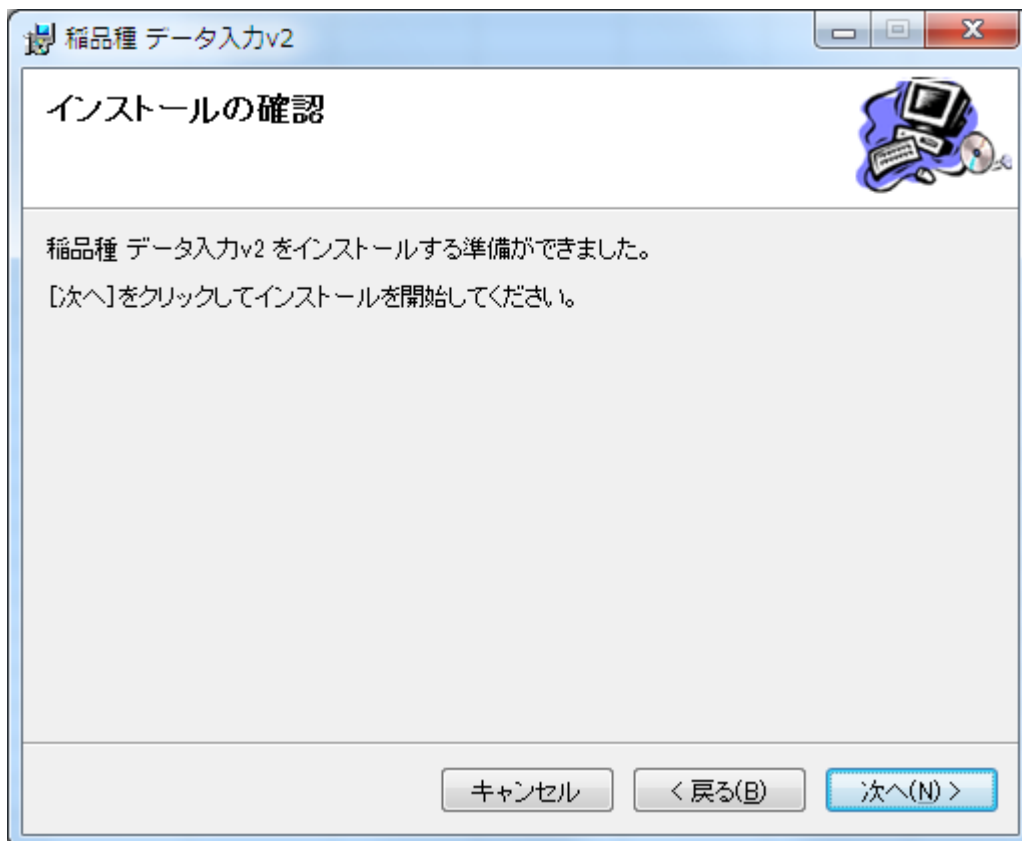 稲品種 データ入力v2
インストールの確認
稲品種 データ入力v2 をインストールする準備ができました。
[次へ]をクリックしてインストールを開始してください。
キャンセル
< 戻る(B)
次へ(N) >